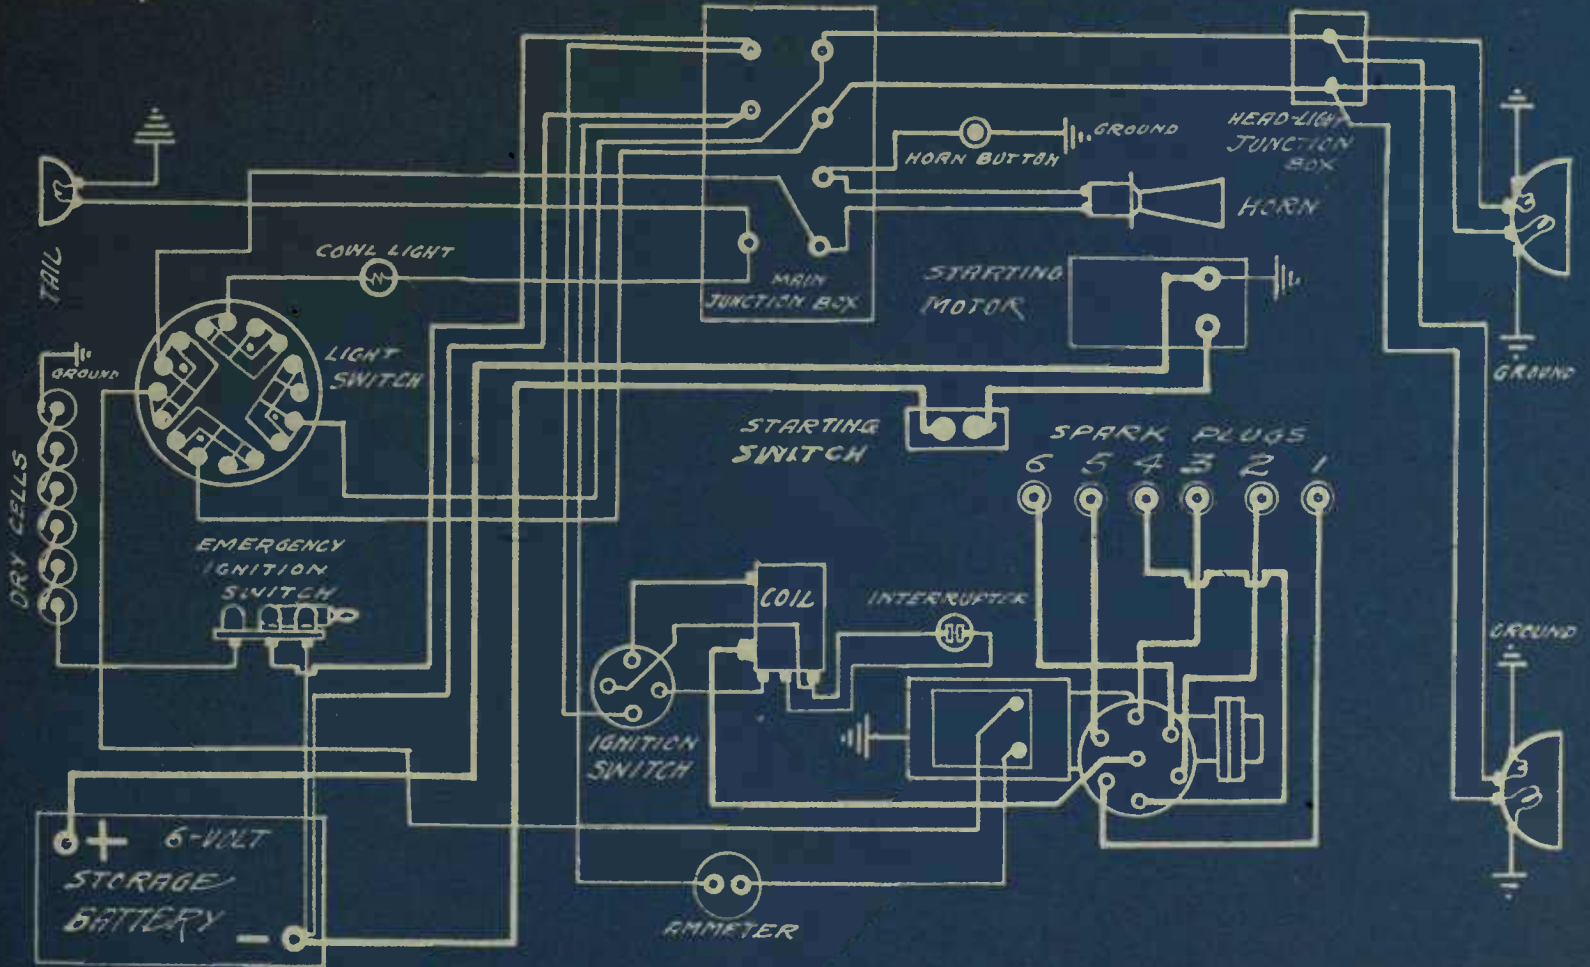 GROUND
HORN BUTTON
HEAD-LIGHT
JUNCTION
BOX
HORN
TAIL
COWL LIGHT
MAIN
JUNCTION BOX
STARTING
MOTOR
GROUND
LIGHT
SWITCH
GROUND
STARTING
SWITCH
SPARK PLUGS
6 5 4 3 2 1
DRY CELLS
EMERGENCY
IGNITION
SWITCH
COIL
INTERRUPTER
GROUND
IGNITION
SWITCH
+ 6-VOLT
STORAGE
BATTERY -
AMMETER